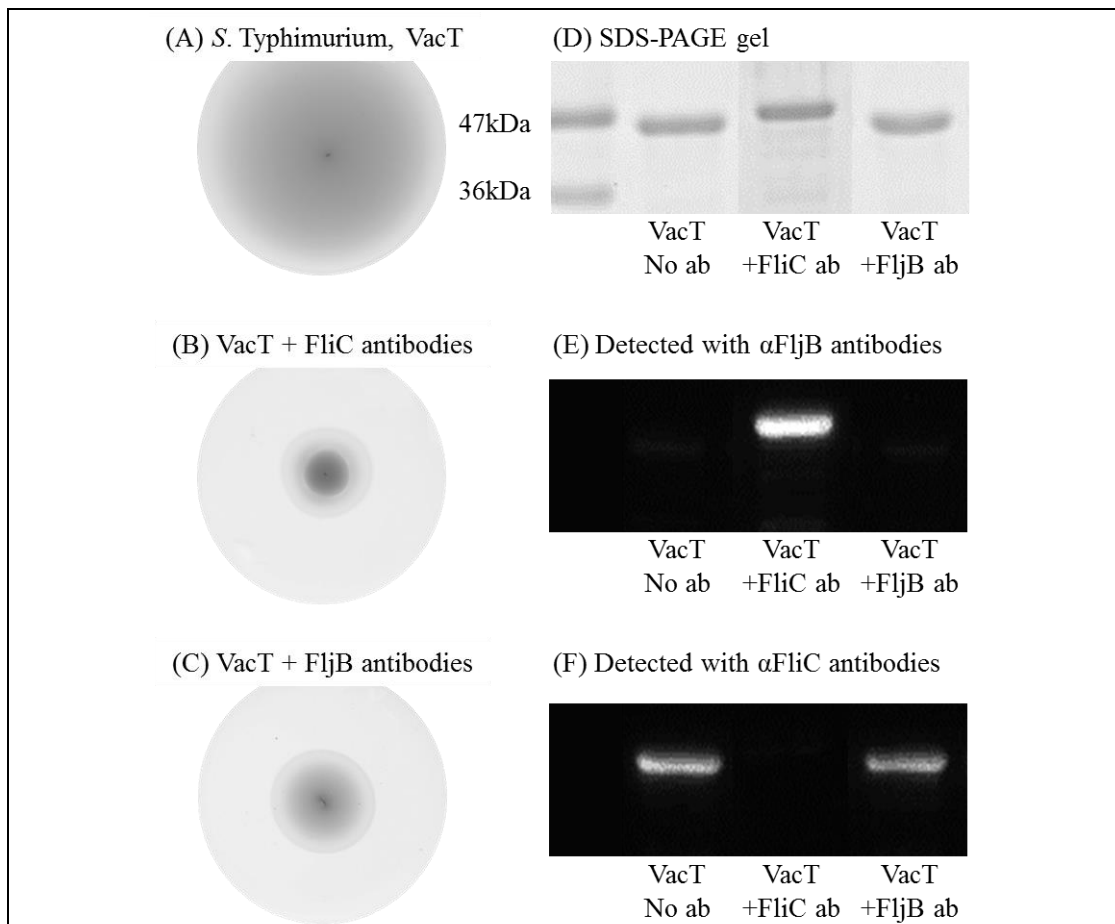 (A) S. Typhimurium, VacT
47kDa
36kDa
(D) SDS-PAGE gel
VacT VacT VacT
No ab +FliC ab +FljB ab
(B) VacT + FliC antibodies
(E) Detected with αFljB antibodies
VacT VacT VacT
No ab +FliC ab +FljB ab
(C) VacT + FljB antibodies
(F) Detected with αFliC antibodies
VacT VacT VacT
No ab +FliC ab +FljB ab